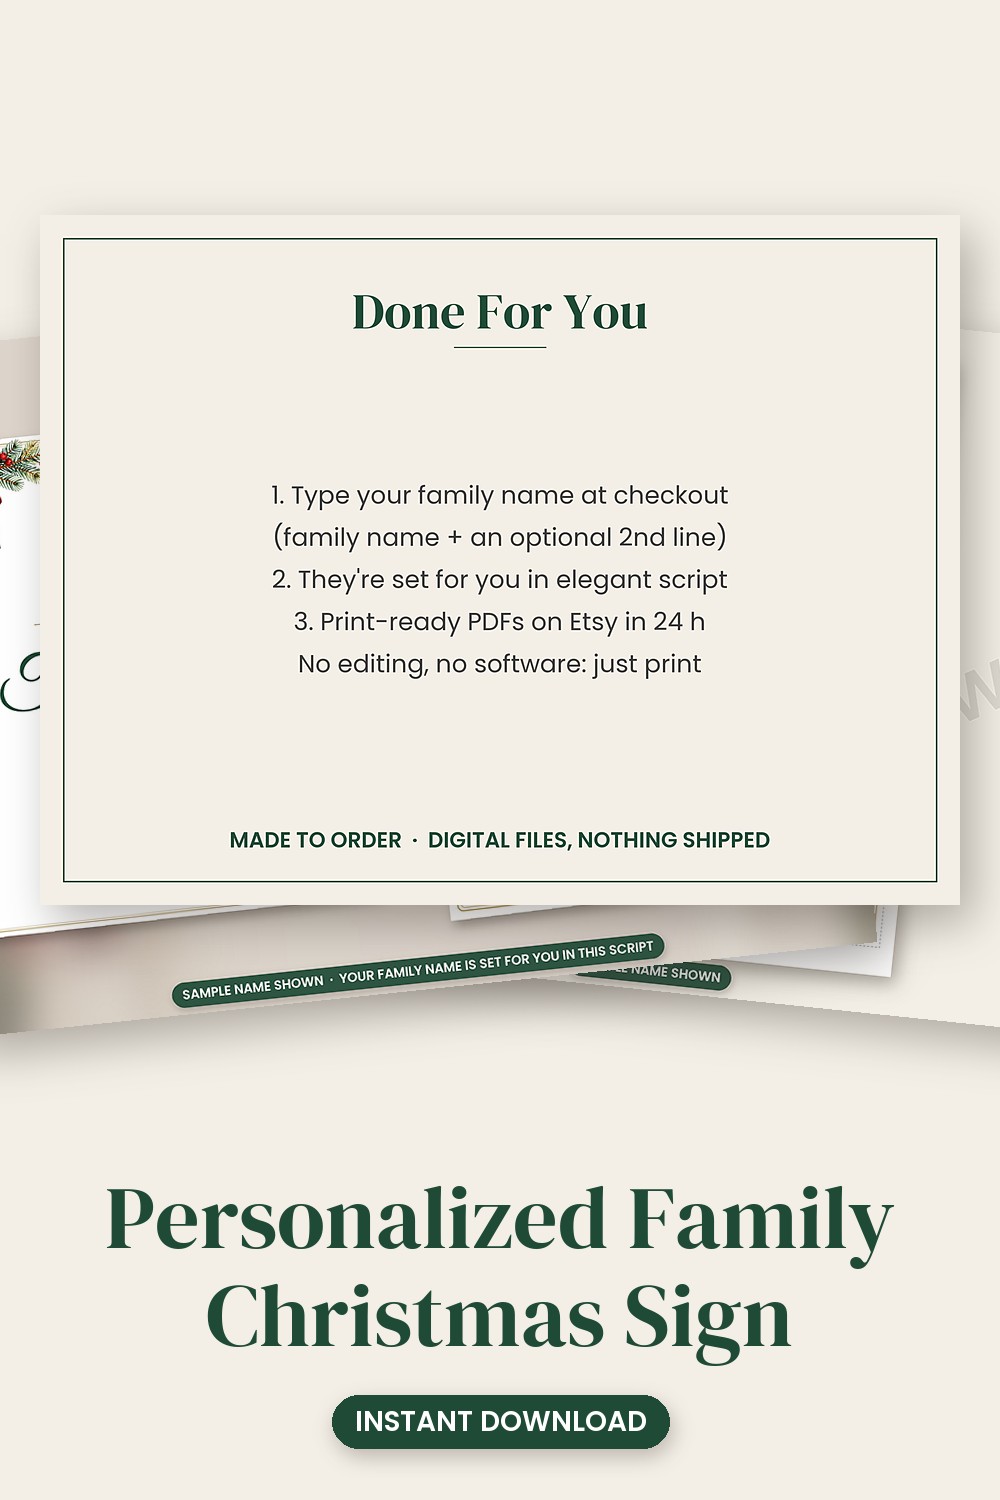 Done For You
1. Type your family name at checkout
(family name + an optional 2nd line)
2. They're set for you in elegant script
3. Print-ready PDFs on Etsy in 24 h
No editing, no software: just print
MADE TO ORDER · DIGITAL FILES, NOTHING SHIPPED
SAMPLE NAME SHOWN · YOUR FAMILY NAME IS SET FOR YOU IN THIS SCRIPT
NAME SHOWN
Personalized Family
Christmas Sign
INSTANT DOWNLOAD